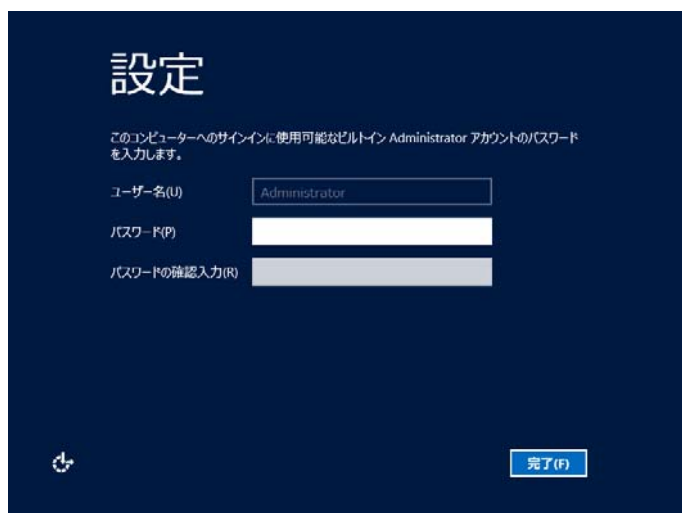 設定
このコンピューターへのサインインに使用可能なビルトイン Administrator アカウントのパスワード
を入力します。
ユーザー名(U)
Administrator
パスワード(P)
パスワードの確認入力(R)
完了(F)